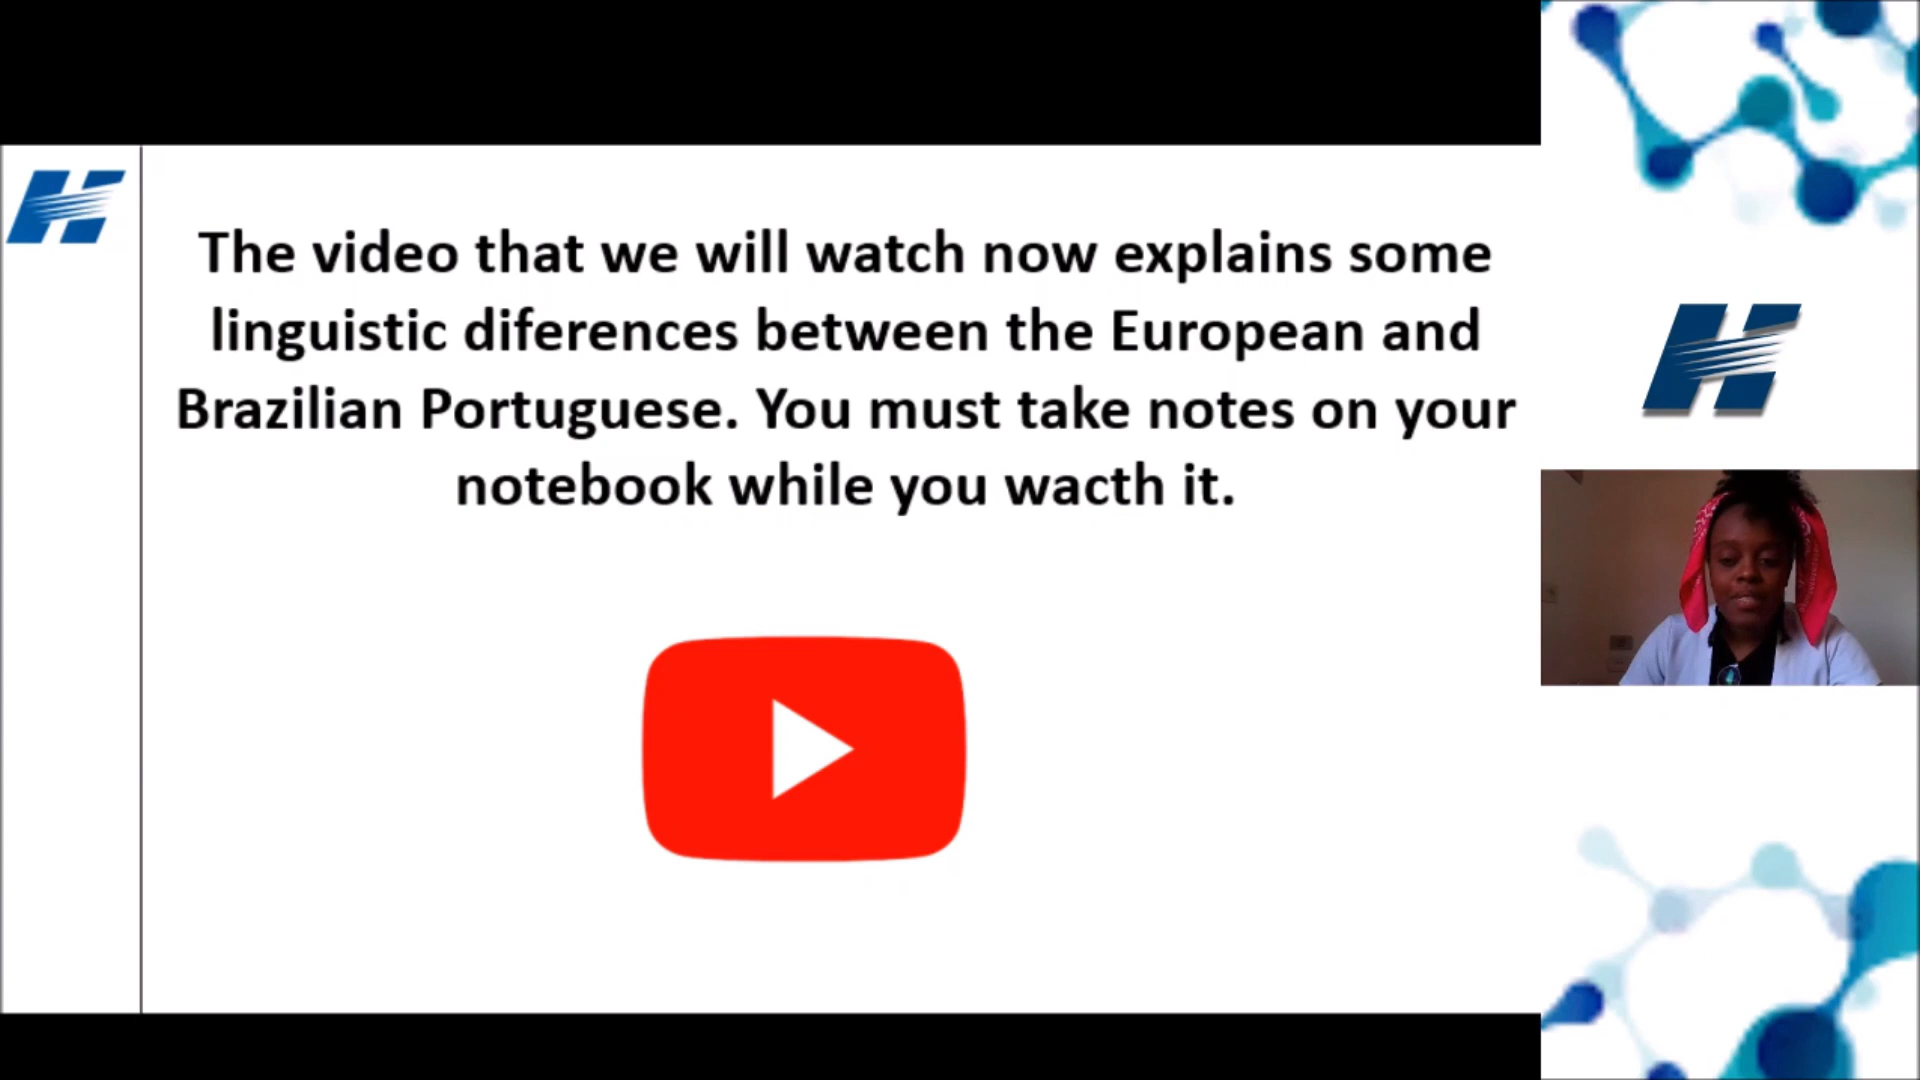 The video that we will watch now explains some
linguistic diferences between the European and
Brazilian Portuguese. You must take notes on your
notebook while you wacth it.